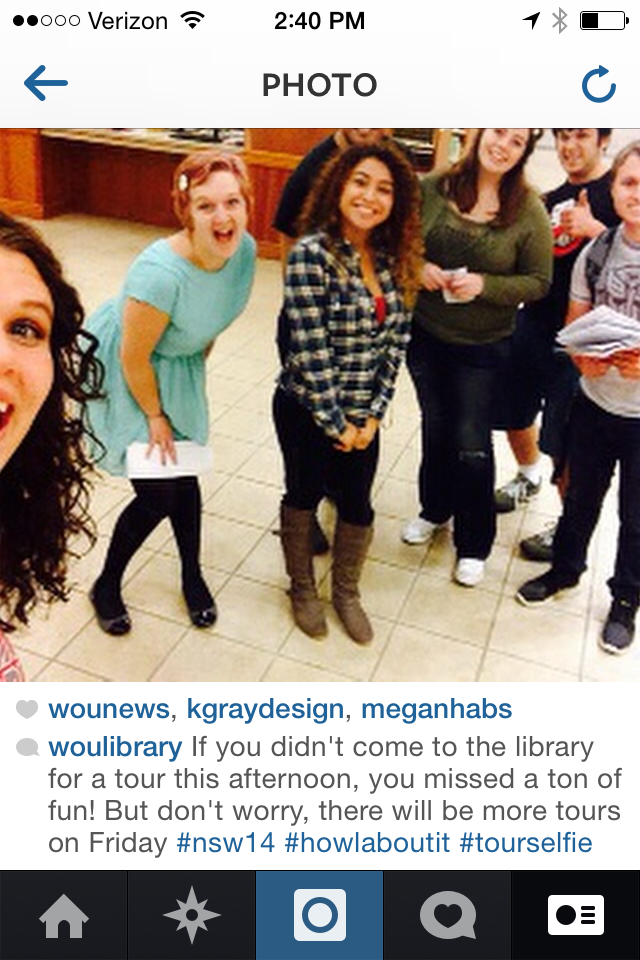 Verizon 2:40 PM
PHOTO
wounews, kgraydesign, meganhabs
woulibrary If you didn't come to the library
for a tour this afternoon, you missed a ton of
fun! But don't worry, there will be more tours
on Friday #nsw14 #howlaboutit #tourselfie